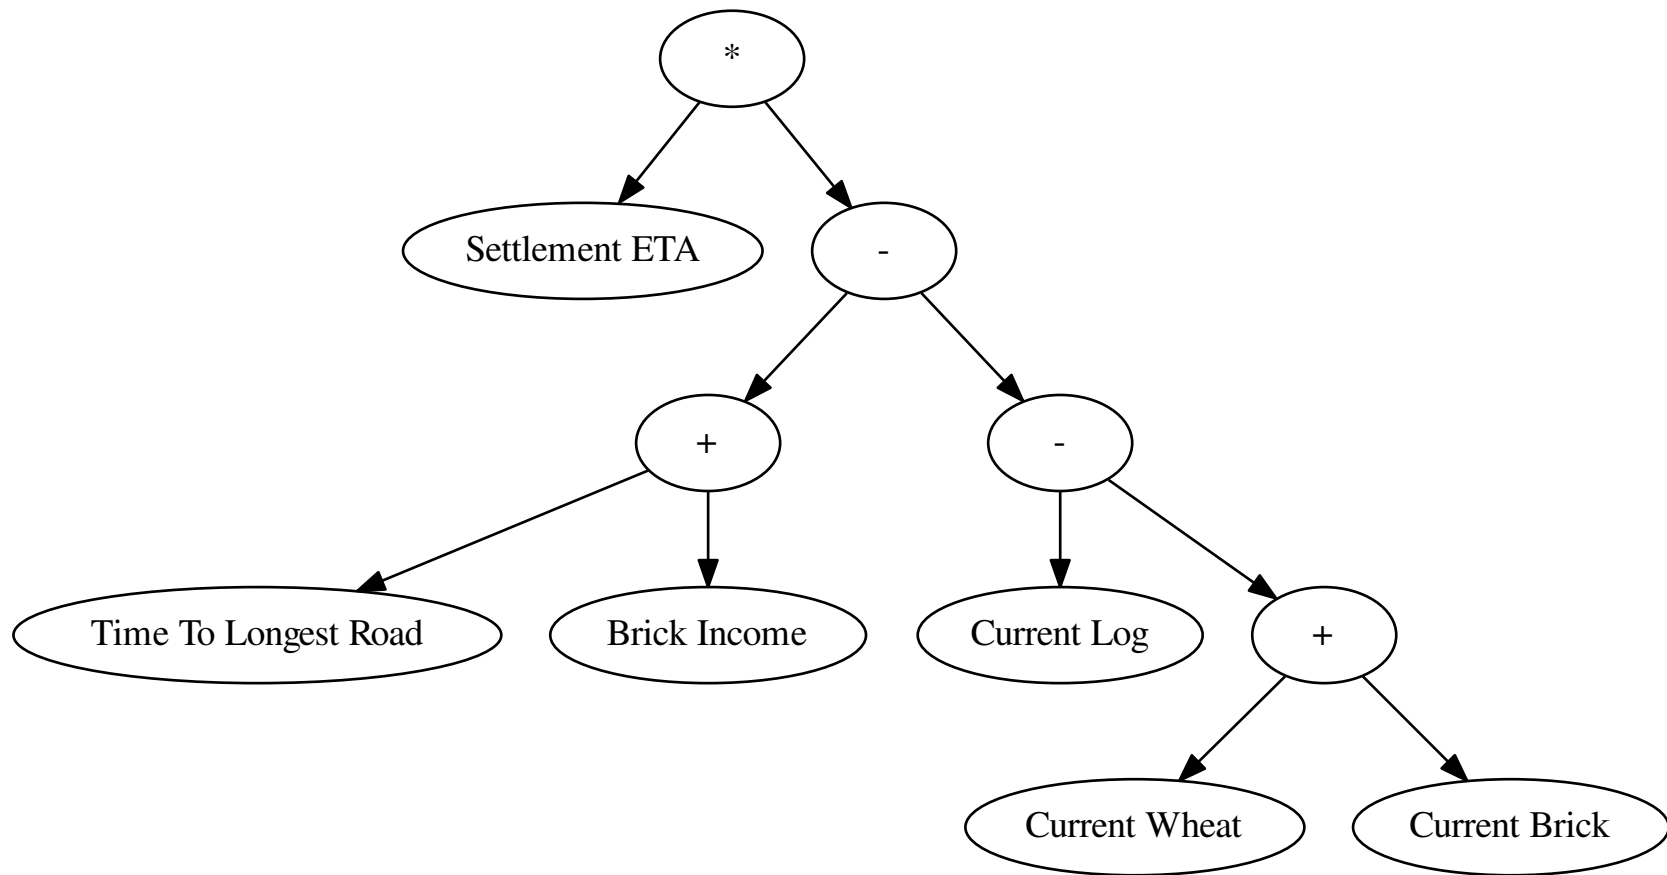 *
Settlement ETA
-
+
-
Time To Longest Road
Brick Income
Current Log
+
Current Wheat
Current Brick